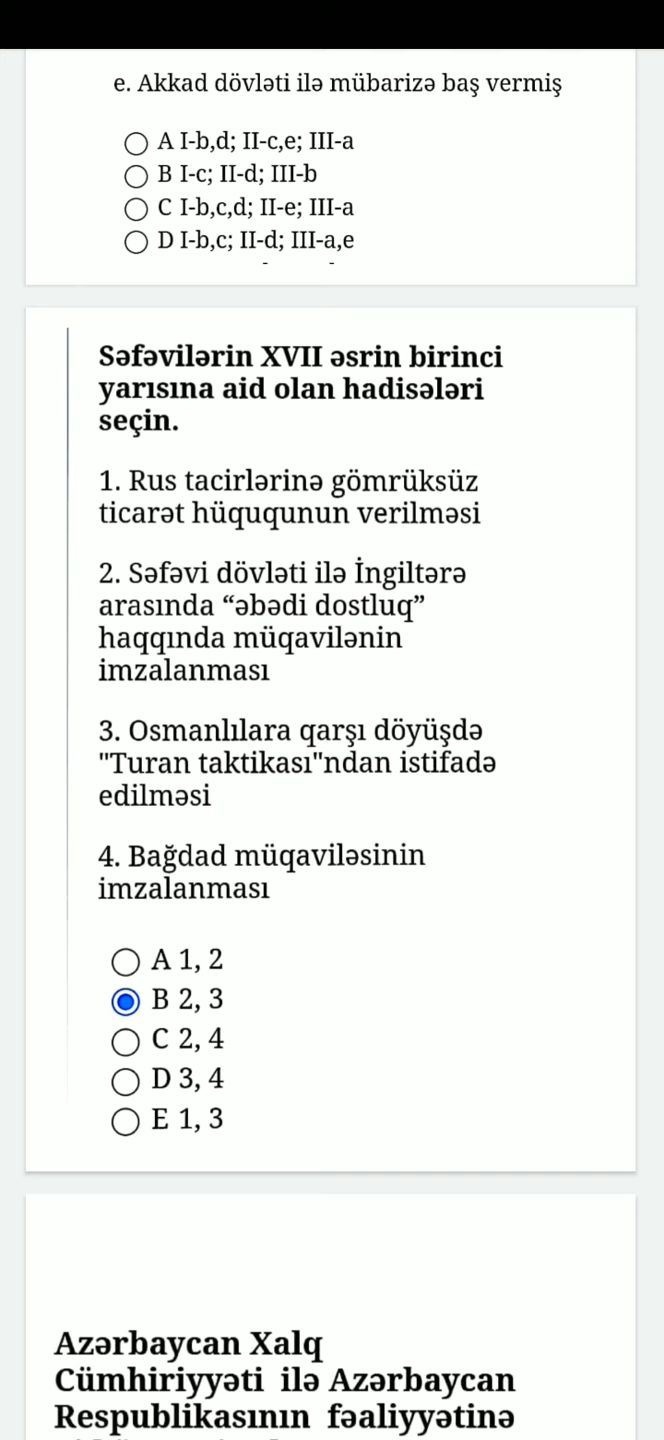 e. Akkad dövləti ilə mübarizə baş vermiş
A I-b,d; II-c,e; III-a
B I-c; II-d; III-b
C I-b,c,d; II-e; III-a
D I-b,c; II-d; III-a,e
Səfəvilərin XVII əsrin birinci
yarısına aid olan hadisələri
seçin.
1. Rus tacirlərinə gömrüksüz
ticarət hüququnun verilməsi
2. Səfəvi dövləti ilə İngiltərə
arasında “əbədi dostluq”
haqqında müqavilənin
imzalanması
3. Osmanlılara qarşı döyüşdə
"Turan taktikası"ndan istifadə
edilməsi
4. Bağdad müqaviləsinin
imzalanması
A 1, 2
B 2, 3
C 2, 4
D 3, 4
E 1, 3
Azərbaycan Xalq
Cümhiriyyəti ilə Azərbaycan
Respublikasının fəaliyyətinə